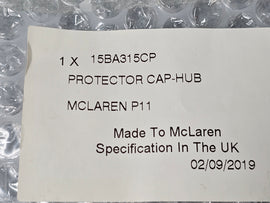 1 X 15BA315CP
PROTECTOR CAP-HUB
MCLAREN P11
Made To McLaren
Specification In The UK
02/09/2019